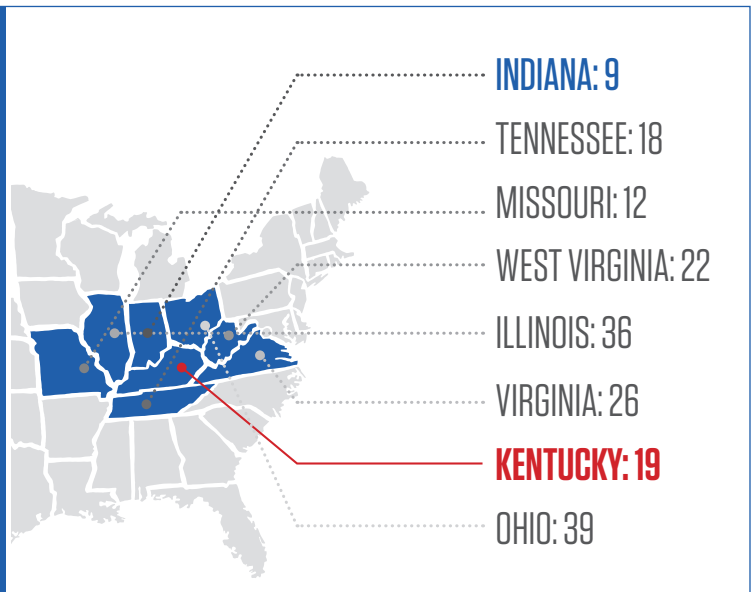 INDIANA: 9
TENNESSEE: 18
MISSOURI: 12
WEST VIRGINIA: 22
ILLINOIS: 36
VIRGINIA: 26
KENTUCKY: 19
OHIO: 39